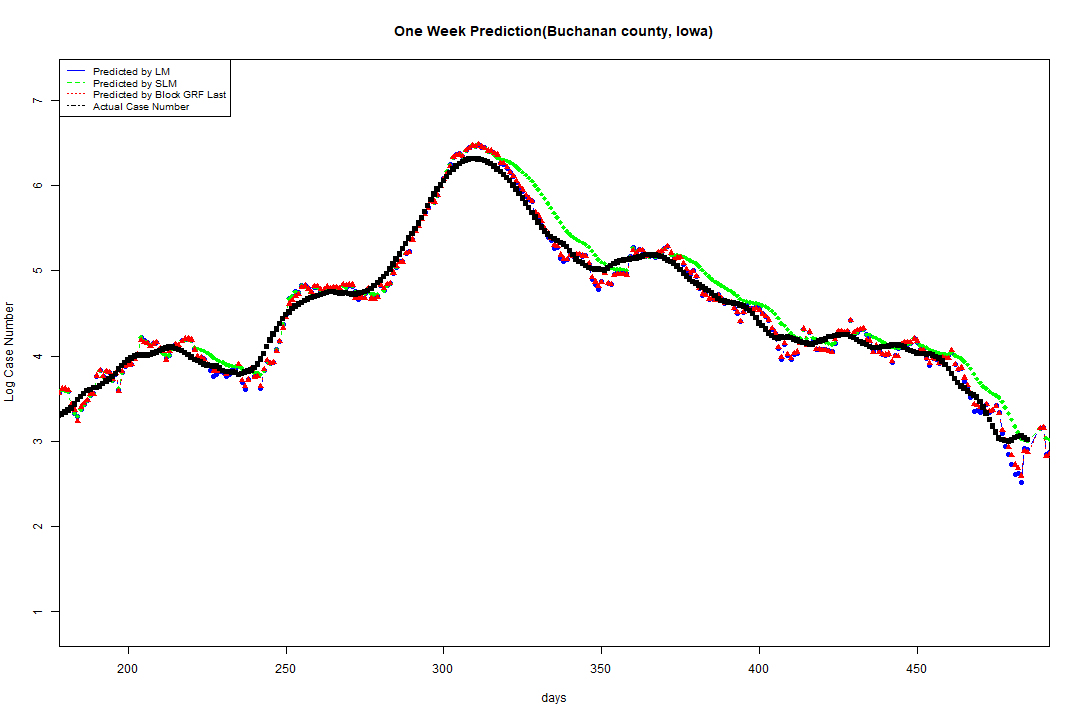 One Week Prediction(Buchanan county, Iowa)
Predicted by LM
Predicted by SLM
Predicted by Block GRF Last
Actual Case Number
Log Case Number
7
6
5
4
3
2
1
200 250 300 350 400 450
days